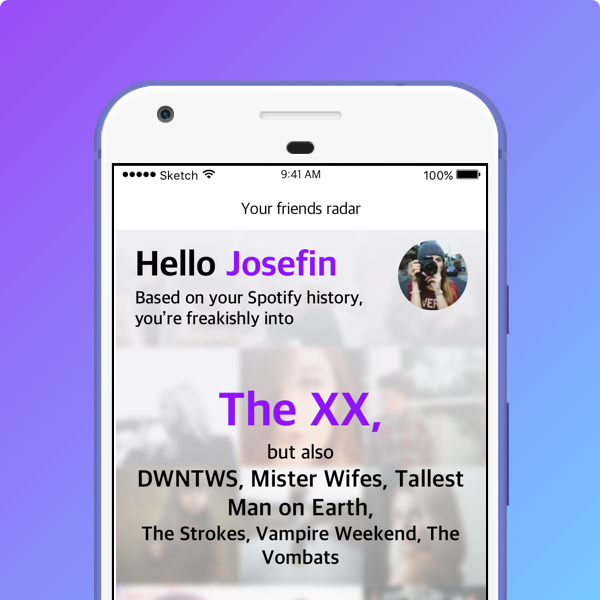 Sketch 9:41 AM 100%
Your friends radar
Hello Josefin
Based on your Spotify history,
you’re freakishly into
The XX,
but also
DWNTWS, Mister Wifes, Tallest
Man on Earth,
The Strokes, Vampire Weekend, The
Vombats